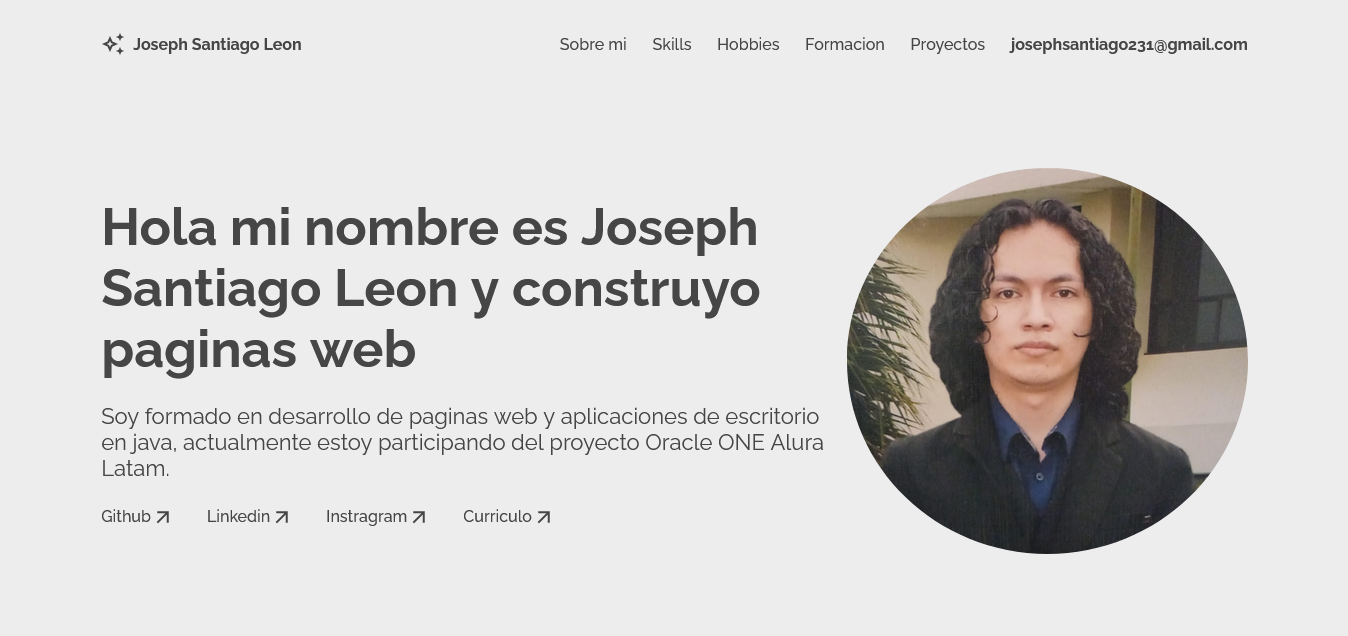 Joseph Santiago Leon
Sobre mi
Skills
Hobbies
Formacion
Proyectos
josephsantiago231@gmail.com
Hola mi nombre es Joseph
Santiago Leon y construyo
paginas web
Soy formado en desarrollo de paginas web y aplicaciones de escritorio
en java, actualmente estoy participando del proyecto Oracle ONE Alura
Latam.
Github
Linkedin
Instragram
Curriculo